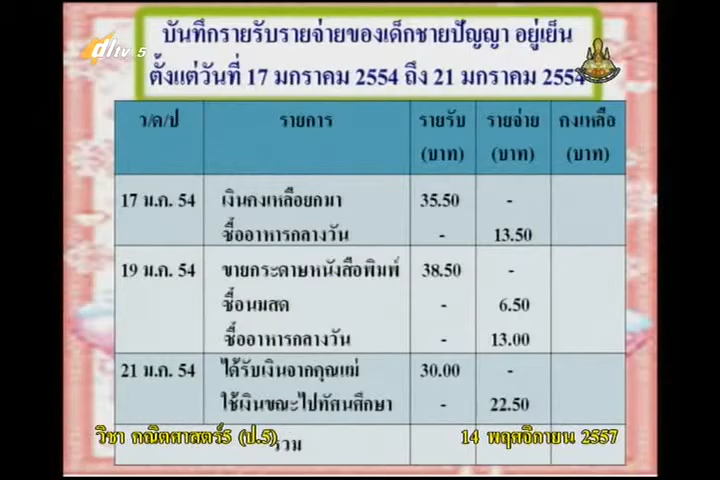 dltv 5
บันทึกรายรับรายจ่ายของเด็กชายปัญญา อยู่เย็น
ตั้งแต่วันที่ 17 มกราคม 2554 ถึง 21 มกราคม 2554
ว/ด/ป รายการ รายรับ รายจ่าย คงเหลือ
(บาท) (บาท) (บาท)
17 ม.ค. 54 เงินคงเหลือยกมา 35.50 -
ซื้ออาหารกลางวัน - 13.50
19 ม.ค. 54 ขายกระดาษหนังสือพิมพ์ 38.50 -
ซื้อนมสด - 6.50
ซื้ออาหารกลางวัน - 13.00
21 ม.ค. 54 ได้รับเงินจากคุณแม่ 30.00 -
ใช้เงินขณะไปทัศนศึกษา - 22.50
วิชา คณิตศาสตร์5 (ป.5) 14 พฤศจิกายน 2557
รวม